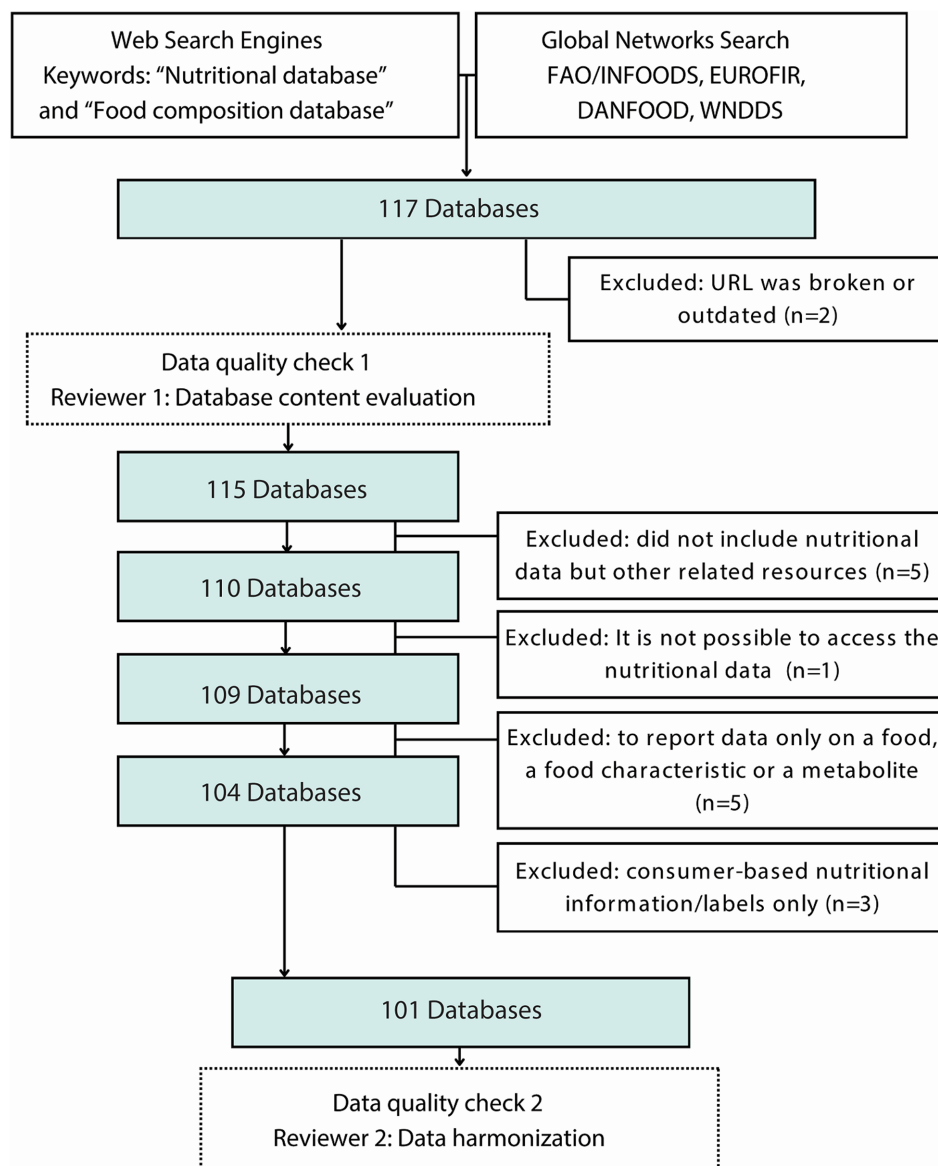 Web Search Engines
Keywords: “Nutritional database”
and “Food composition database”
Global Networks Search
FAO/INFOODS, EUROFIR,
DANFOOD, WNDDS
117 Databases
Excluded: URL was broken or
outdated (n=2)
Data quality check 1
Reviewer 1: Database content evaluation
115 Databases
Excluded: did not include nutritional
data but other related resources (n=5)
110 Databases
Excluded: It is not possible to access the
nutritional data (n=1)
109 Databases
Excluded: to report data only on a food,
a food characteristic or a metabolite
(n=5)
104 Databases
Excluded: consumer-based nutritional
information/labels only (n=3)
101 Databases
Data quality check 2
Reviewer 2: Data harmonization